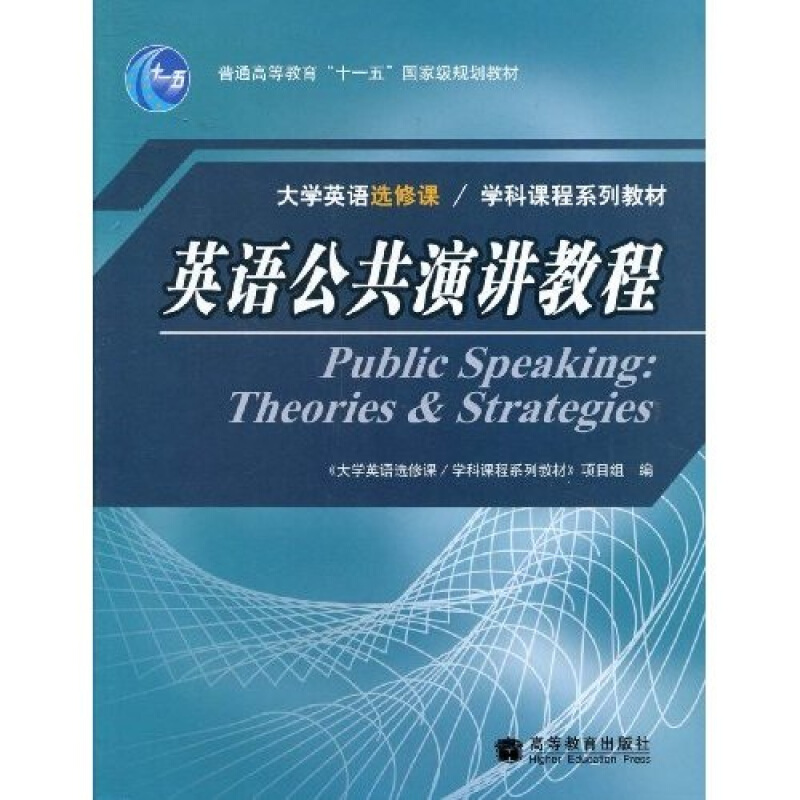 十一五
普通高等教育“十一五”国家级规划教材
大学英语选修课 / 学科课程系列教材
英语公共演讲教程
Public Speaking:
Theories & Strategies
《大学英语选修课/学科课程系列教材》项目组 编
高等教育出版社
Higher Education Press